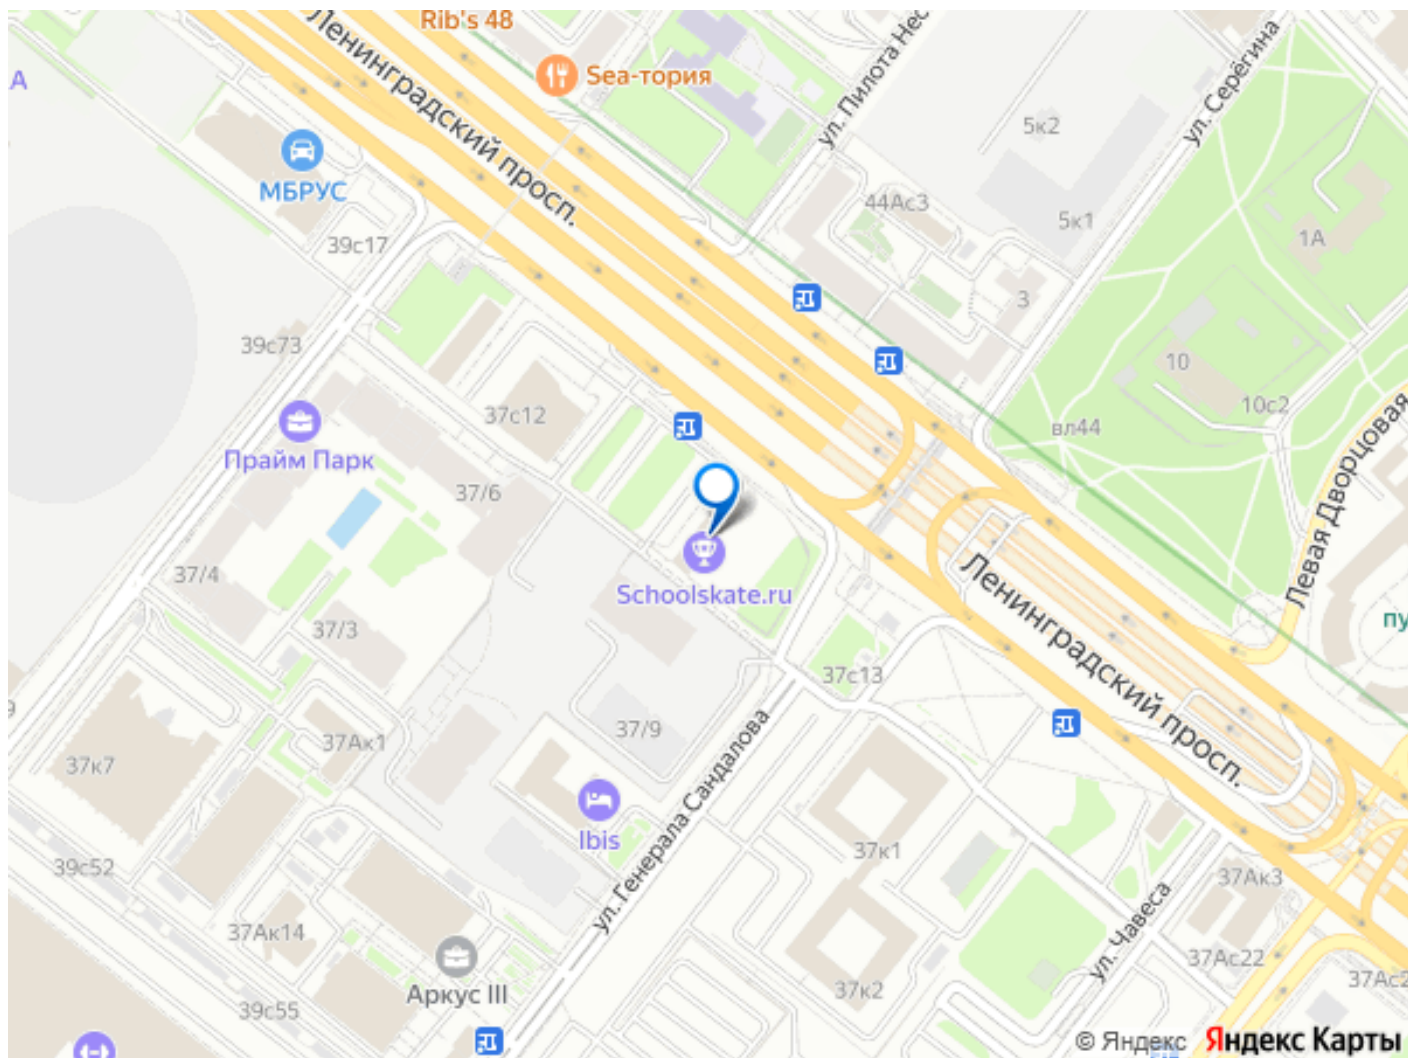 Rib's 48
Ленинградский просп.
Sea-тория
ул. Пилота Нес
ул. Серёгина
А
МБРУС
5к2
44Ас3
5к1
1А
39с17
3
39с73
10
10с2
37с12
вл44
Прайм Парк
Левая Дворцовая
37/6
37/4
Schoolskate.ru
Ленинградский просп.
пу
37/3
37с13
9
37/9
37Ак1
37к7
ул. Генерала Сандалова
Ibis
37к1
39с52
37Ак3
ул. Чавеса
37Ак14
37Ас22
37Ас2
Аркус III
37к2
39с55
© Яндекс Яндекс Карты